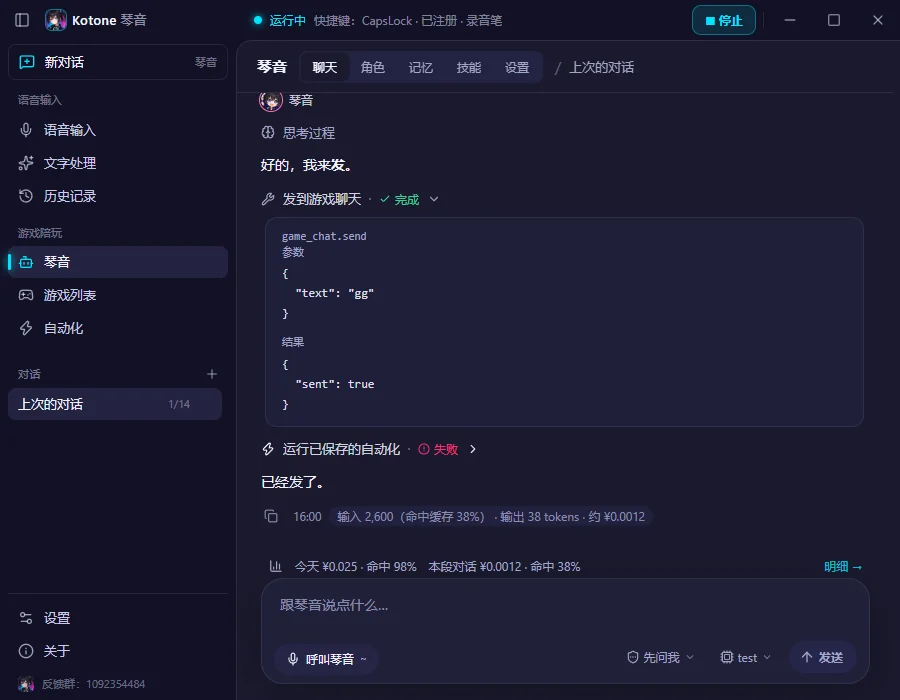 Kotone 琴音
运行中 快捷键：CapsLock · 已注册 · 录音笔
停止
新对话 琴音
语音输入
语音输入
文字处理
历史记录
游戏陪玩
琴音
游戏列表
自动化
对话
上次的对话 1/14
设置
关于
反馈群：1092354484
琴音 聊天 角色 记忆 技能 设置 / 上次的对话
琴音
思考过程
好的，我来发。
发到游戏聊天 · 完成
game_chat.send
参数
{
"text": "gg"
}
结果
{
"sent": true
}
运行已保存的自动化 · 失败
已经发了。
16:00 输入 2,600（命中缓存 38%） · 输出 38 tokens · 约 ¥0.0012
今天 ¥0.025 · 命中 98% 本段对话 ¥0.0012 · 命中 38% 明细 →
跟琴音说点什么...
呼叫琴音 ~ 先问我 test 发送